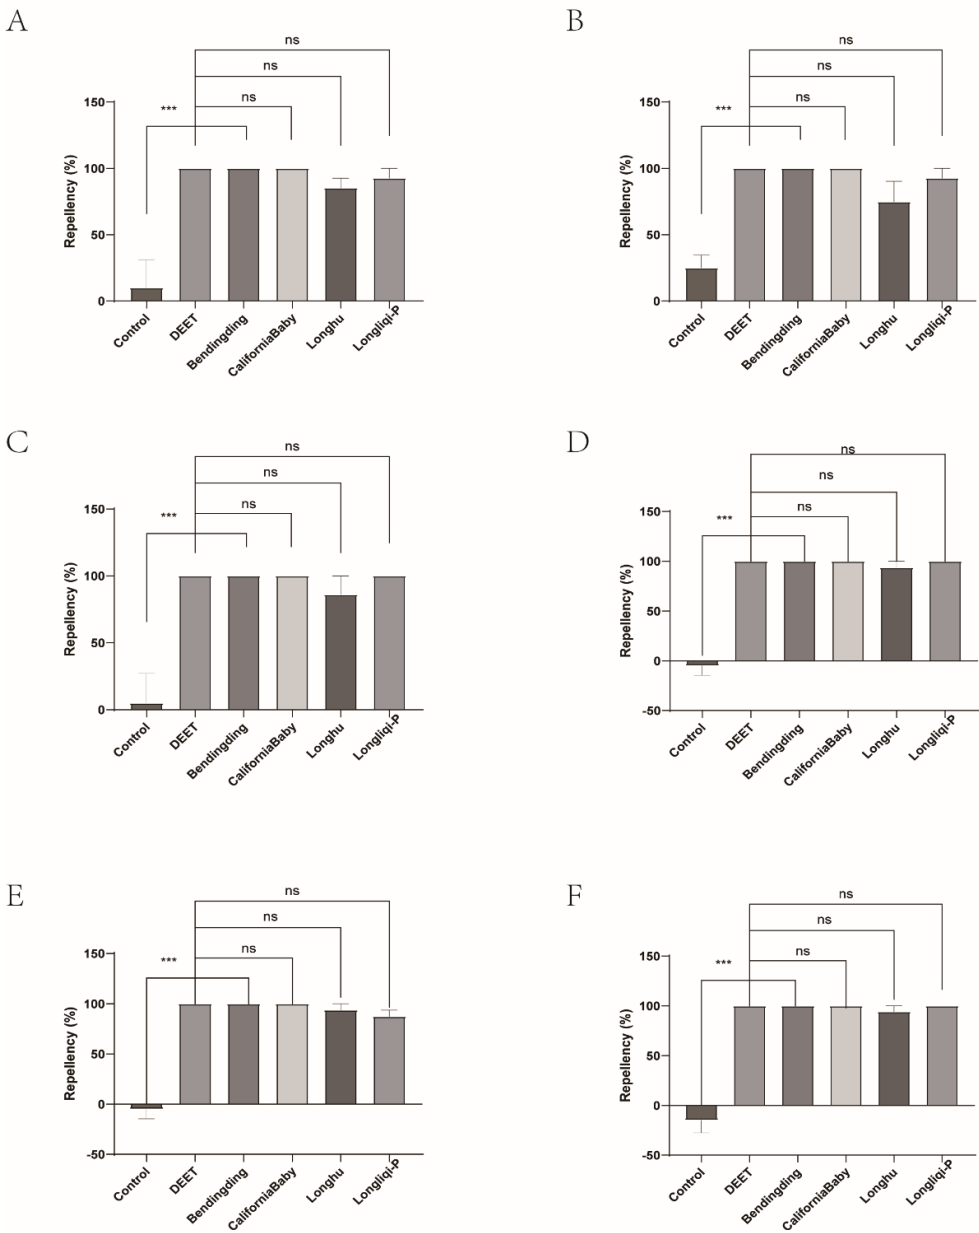 A
ns
ns
ns
***
150
100
50
0
Repellency (%)
Control
DEET
Bendingding
CaliforniaBaby
Longhu
Longliqi-P
B
ns
ns
ns
***
150
100
50
0
Repellency (%)
Control
DEET
Bendingding
CaliforniaBaby
Longhu
Longliqi-P
C
ns
ns
ns
***
150
100
50
0
Repellency (%)
Control
DEET
Bendingding
CaliforniaBaby
Longhu
Longliqi-P
D
ns
ns
ns
***
150
100
50
0
-50
Repellency (%)
Control
DEET
Bendingding
CaliforniaBaby
Longhu
Longliqi-P
E
ns
ns
ns
***
150
100
50
0
-50
Repellency (%)
Control
DEET
Bendingding
CaliforniaBaby
Longhu
Longliqi-P
F
ns
ns
ns
***
150
100
50
0
-50
Repellency (%)
Control
DEET
Bendingding
CaliforniaBaby
Longhu
Longliqi-P